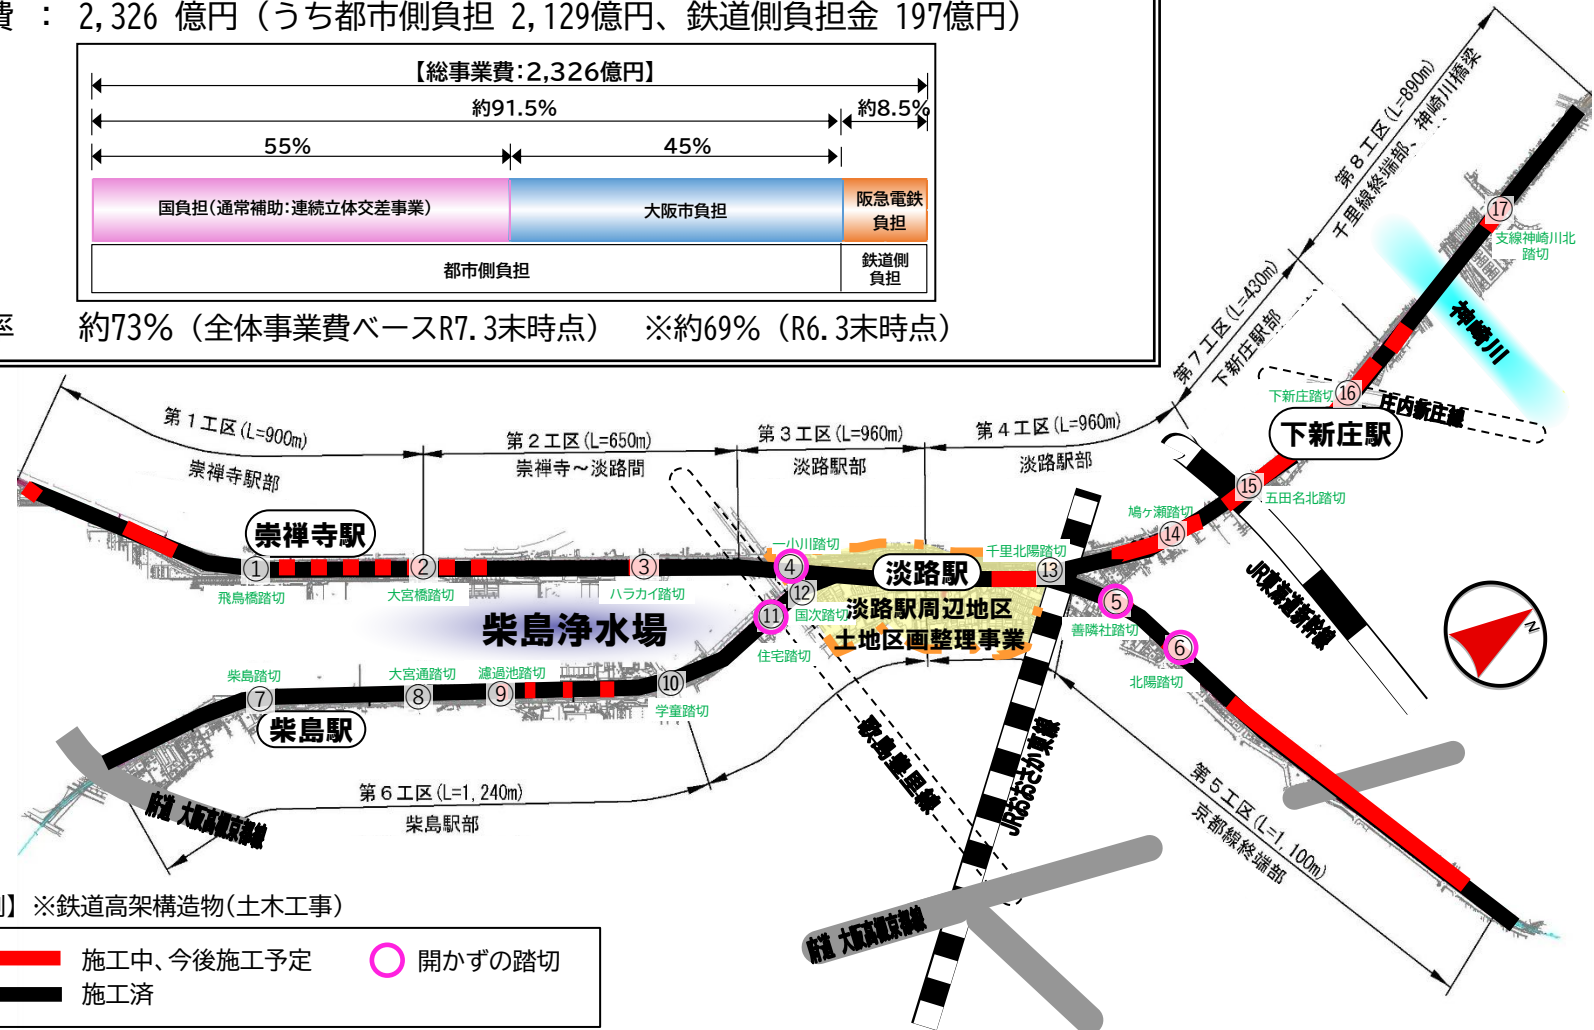 費 ： 2,326 億円（うち都市側負担 2,129億円、鉄道側負担金 197億円）
【総事業費：2,326億円】
約91.5%
約8.5%
55%
45%
国負担（通常補助：連続立体交差事業）
大阪市負担
阪急電鉄
負担
都市側負担
鉄道側
負担
率 約73%（全体事業費ベースR7.3末時点） ※約69%（R6.3末時点）
第8工区(L=890m)
千里線終端部、神崎川橋梁
第7工区(L=430m)
下新庄駅部
⑰
支線神崎川北
踏切
神崎川
下新庄踏切
⑯
庄内新庄線
下新庄駅
⑮
五田名北踏切
鳩ヶ瀬踏切
⑭
JR東海道新幹線
N
第1工区(L=900m)
崇禅寺駅部
第2工区(L=650m)
崇禅寺～淡路間
第3工区(L=960m)
淡路駅部
第4工区(L=960m)
淡路駅部
崇禅寺駅
①
飛鳥橋踏切
②
大宮橋踏切
③
ハラカイ踏切
一小川踏切
④
淡路駅
千里北陽踏切
⑬
⑫
国次踏切
⑪
住宅踏切
淡路駅周辺地区
土地区画整理事業
⑤
善隣社踏切
⑥
北陽踏切
柴島浄水場
柴島踏切
⑦
柴島駅
大宮通踏切
⑧
濾過池踏切
⑨
⑩
学童踏切
歌島豊里線
JRおおさか東線
第6工区(L=1,240m)
柴島駅部
府道 大阪高槻京都線
第5工区(L=1,100m)
京都線終端部
府道 大阪高槻京都線
例】※鉄道高架構造物(土木工事)
施工中、今後施工予定
開かずの踏切
施工済